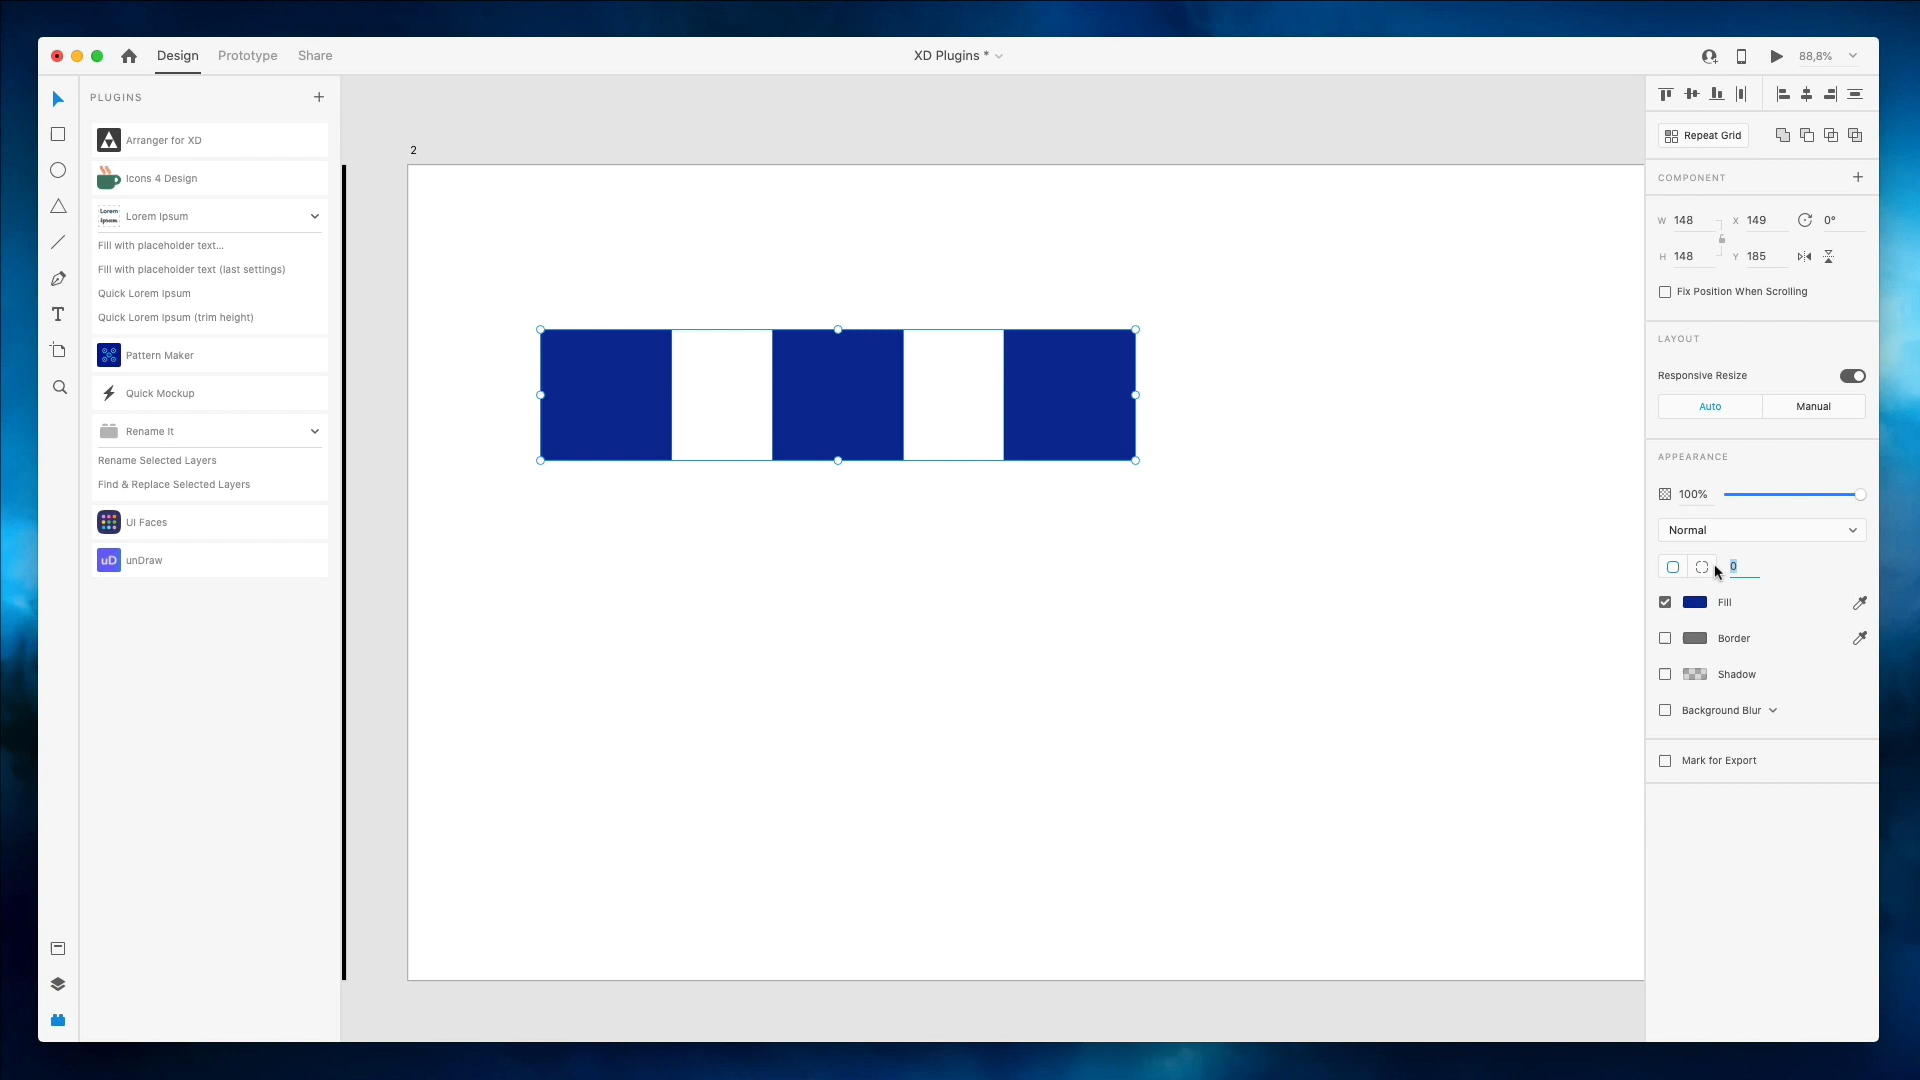 Design Prototype Share XD Plugins * 88,8%
PLUGINS
Arranger for XD
Icons 4 Design
Lorem Ipsum
Lorem Ipsum
Fill with placeholder text...
Fill with placeholder text (last settings)
Quick Lorem Ipsum
Quick Lorem Ipsum (trim height)
Pattern Maker
Quick Mockup
Rename It
Rename Selected Layers
Find & Replace Selected Layers
UI Faces
uD unDraw
2
Repeat Grid
COMPONENT
W 148 X 149 0°
H 148 Y 185
Fix Position When Scrolling
LAYOUT
Responsive Resize
Auto Manual
APPEARANCE
100%
Normal
0
Fill
Border
Shadow
Background Blur
Mark for Export